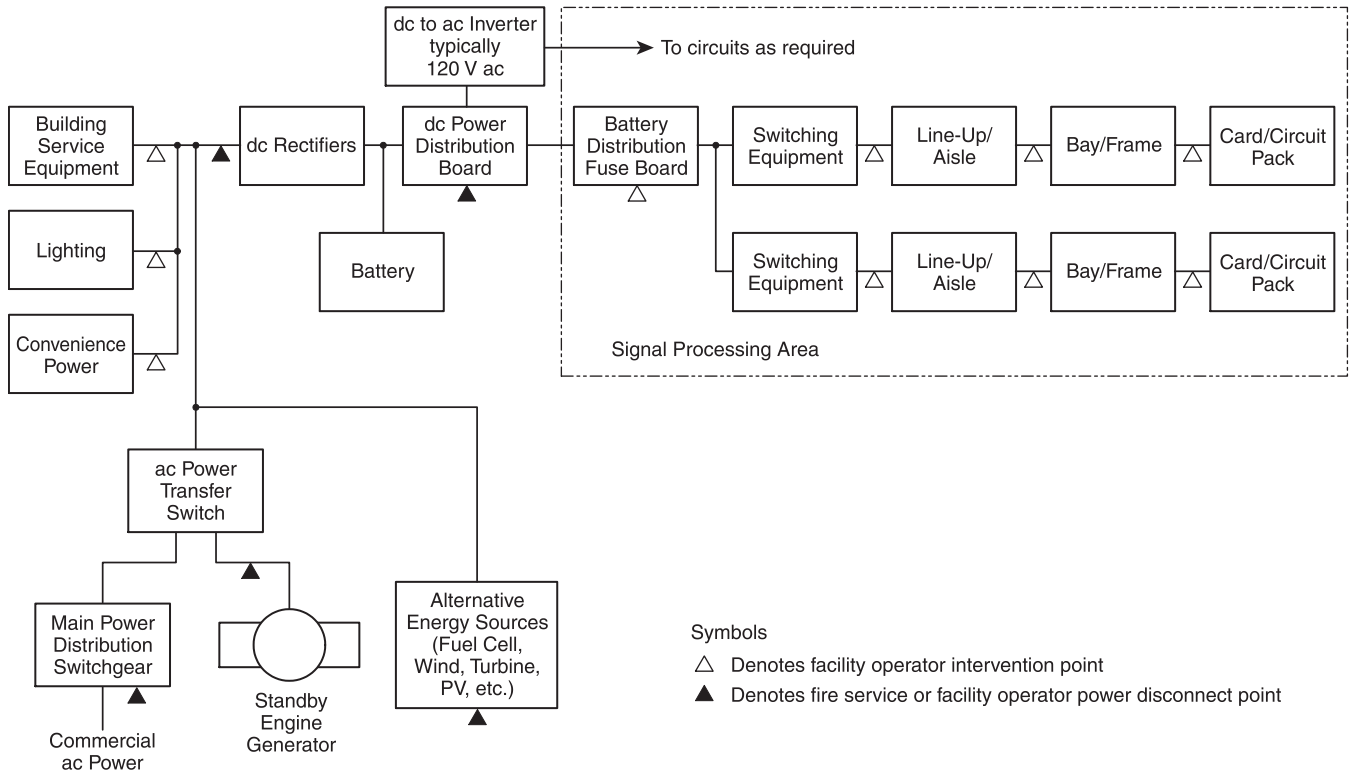 dc to ac Inverter
typically
120 V ac
To circuits as required
Building
Service
Equipment
dc Rectifiers
dc Power
Distribution
Board
Battery
Distribution
Fuse Board
Switching
Equipment
Line-Up/
Aisle
Bay/Frame
Card/Circuit
Pack
Lighting
Battery
Switching
Equipment
Line-Up/
Aisle
Bay/Frame
Card/Circuit
Pack
Convenience
Power
Signal Processing Area
ac Power
Transfer
Switch
Main Power
Distribution
Switchgear
Commercial
ac Power
Standby
Engine
Generator
Alternative
Energy Sources
(Fuel Cell,
Wind, Turbine,
PV, etc.)
Symbols
Denotes facility operator intervention point
Denotes fire service or facility operator power disconnect point